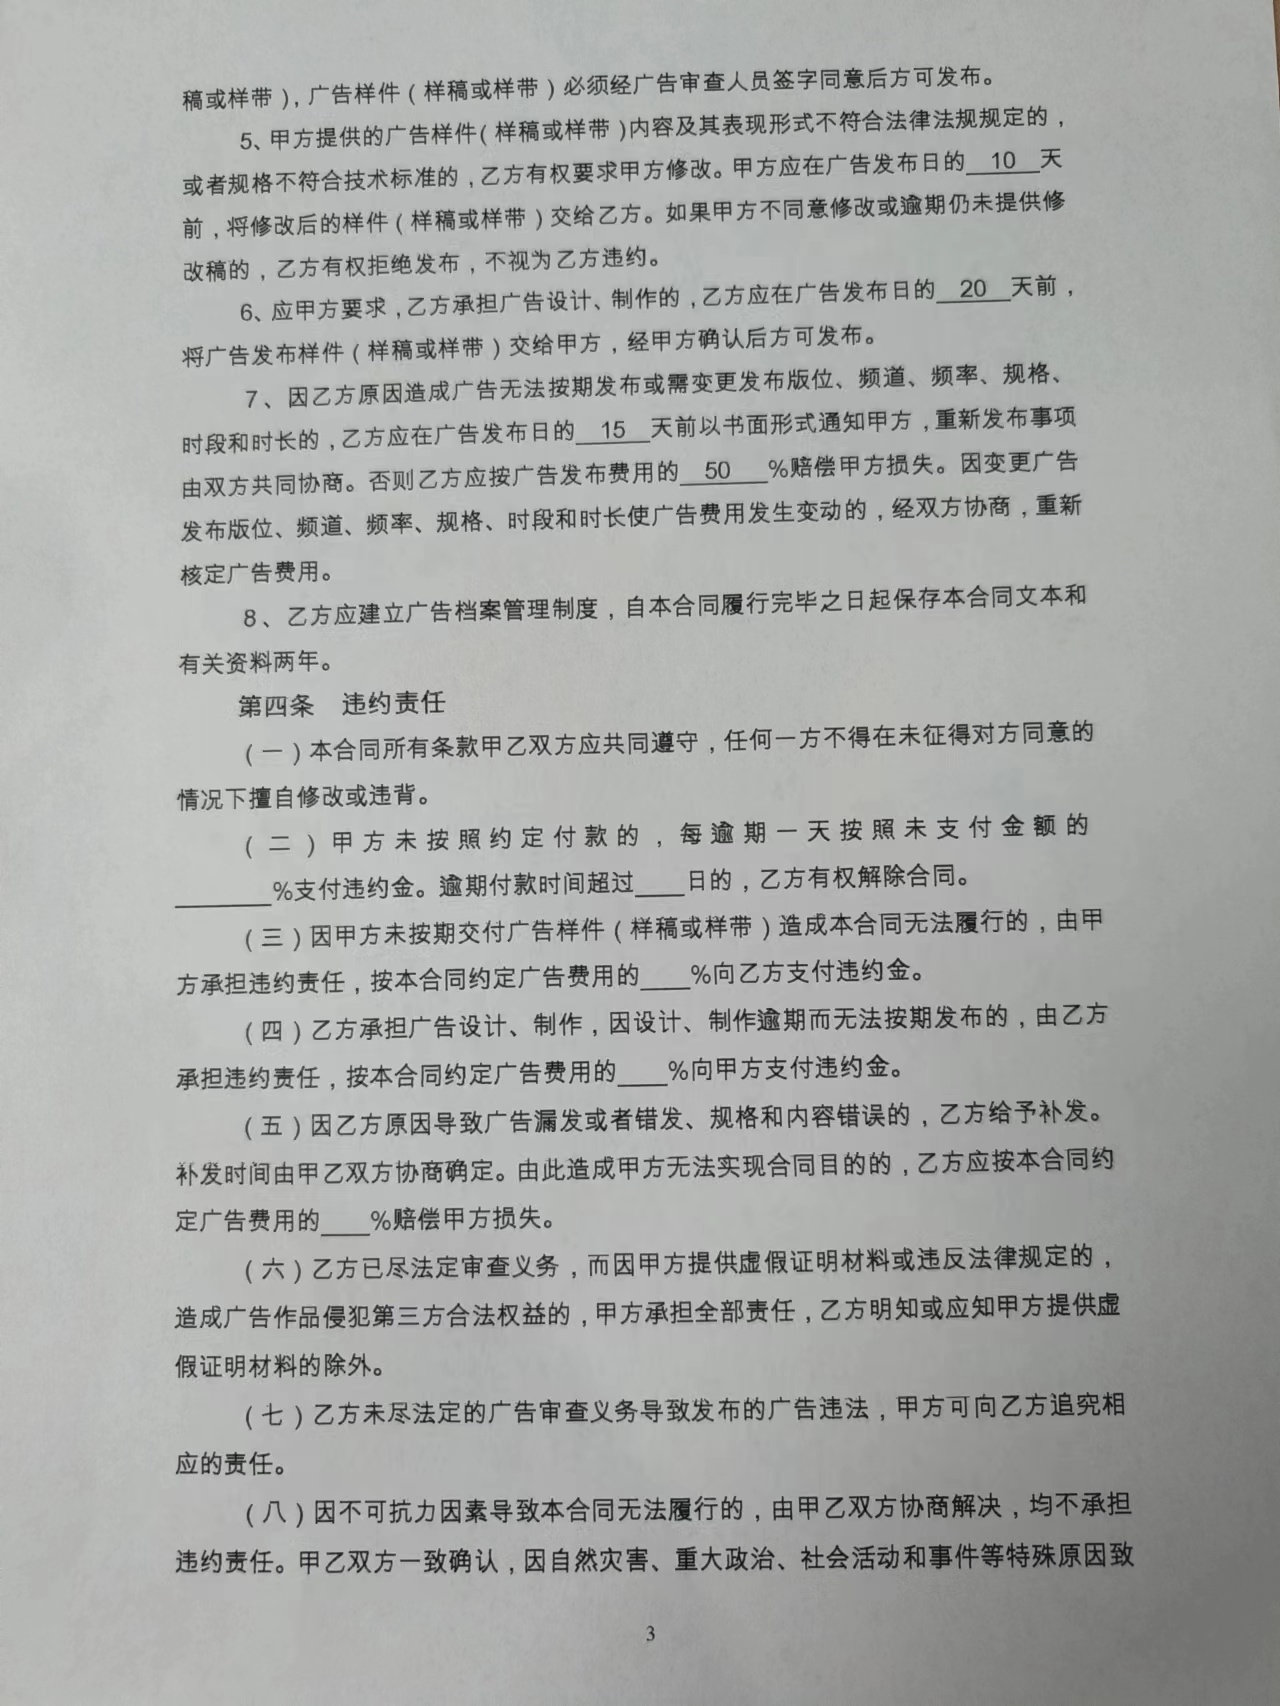 稿或样带），广告样件（样稿或样带）必须经广告审查人员签字同意后方可发布。
5、甲方提供的广告样件（样稿或样带）内容及其表现形式不符合法律法规规定的，
或者规格不符合技术标准的，乙方有权要求甲方修改。甲方应在广告发布日的__10__天
前，将修改后的样件（样稿或样带）交给乙方。如果甲方不同意修改或逾期仍未提供修
改稿的，乙方有权拒绝发布，不视为乙方违约。
6、应甲方要求，乙方承担广告设计、制作的，乙方应在广告发布日的__20__天前，
将广告发布样件（样稿或样带）交给甲方，经甲方确认后方可发布。
7、因乙方原因造成广告无法按期发布或需变更发布版位、频道、频率、规格、
时段和时长的，乙方应在广告发布日的__15__天前以书面形式通知甲方，重新发布事项
由双方共同协商。否则乙方应按广告发布费用的__50___%赔偿甲方损失。因变更广告
发布版位、频道、频率、规格、时段和时长使广告费用发生变动的，经双方协商，重新
核定广告费用。
8、乙方应建立广告档案管理制度，自本合同履行完毕之日起保存本合同文本和
有关资料两年。
第四条　违约责任
（一）本合同所有条款甲乙双方应共同遵守，任何一方不得在未征得对方同意的
情况下擅自修改或违背。
（二）甲方未按照约定付款的，每逾期一天按照未支付金额的
________%支付违约金。逾期付款时间超过____日的，乙方有权解除合同。
（三）因甲方未按期交付广告样件（样稿或样带）造成本合同无法履行的，由甲
方承担违约责任，按本合同约定广告费用的____%向乙方支付违约金。
（四）乙方承担广告设计、制作，因设计、制作逾期而无法按期发布的，由乙方
承担违约责任，按本合同约定广告费用的____%向甲方支付违约金。
（五）因乙方原因导致广告漏发或者错发、规格和内容错误的，乙方给予补发。
补发时间由甲乙双方协商确定。由此造成甲方无法实现合同目的的，乙方应按本合同约
定广告费用的____%赔偿甲方损失。
（六）乙方已尽法定审查义务，而因甲方提供虚假证明材料或违反法律规定的，
造成广告作品侵犯第三方合法权益的，甲方承担全部责任，乙方明知或应知甲方提供虚
假证明材料的除外。
（七）乙方未尽法定的广告审查义务导致发布的广告违法，甲方可向乙方追究相
应的责任。
（八）因不可抗力因素导致本合同无法履行的，由甲乙双方协商解决，均不承担
违约责任。甲乙双方一致确认，因自然灾害、重大政治、社会活动和事件等特殊原因致
3